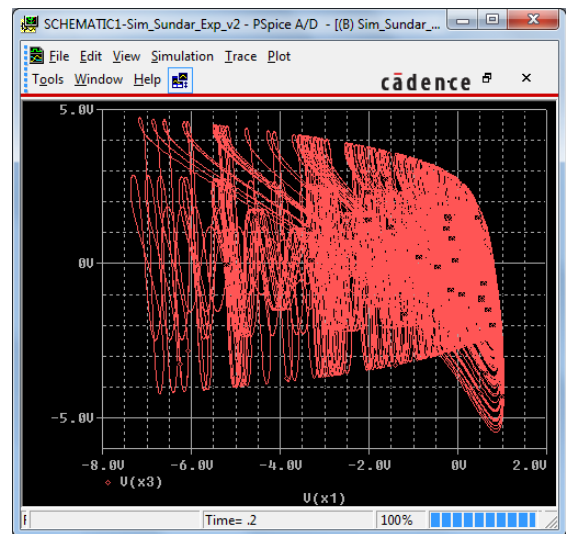 SCHEMATIC1-Sim_Sundar_Exp_v2 - PSpice A/D - [(B) Sim_Sundar_...
File Edit View Simulation Trace Plot
Tools Window Help
cādence
5.0V
0V
-5.0V
-8.0V -6.0V -4.0V -2.0V 0V 2.0V
V(x3)
V(x1)
Time= .2 100%